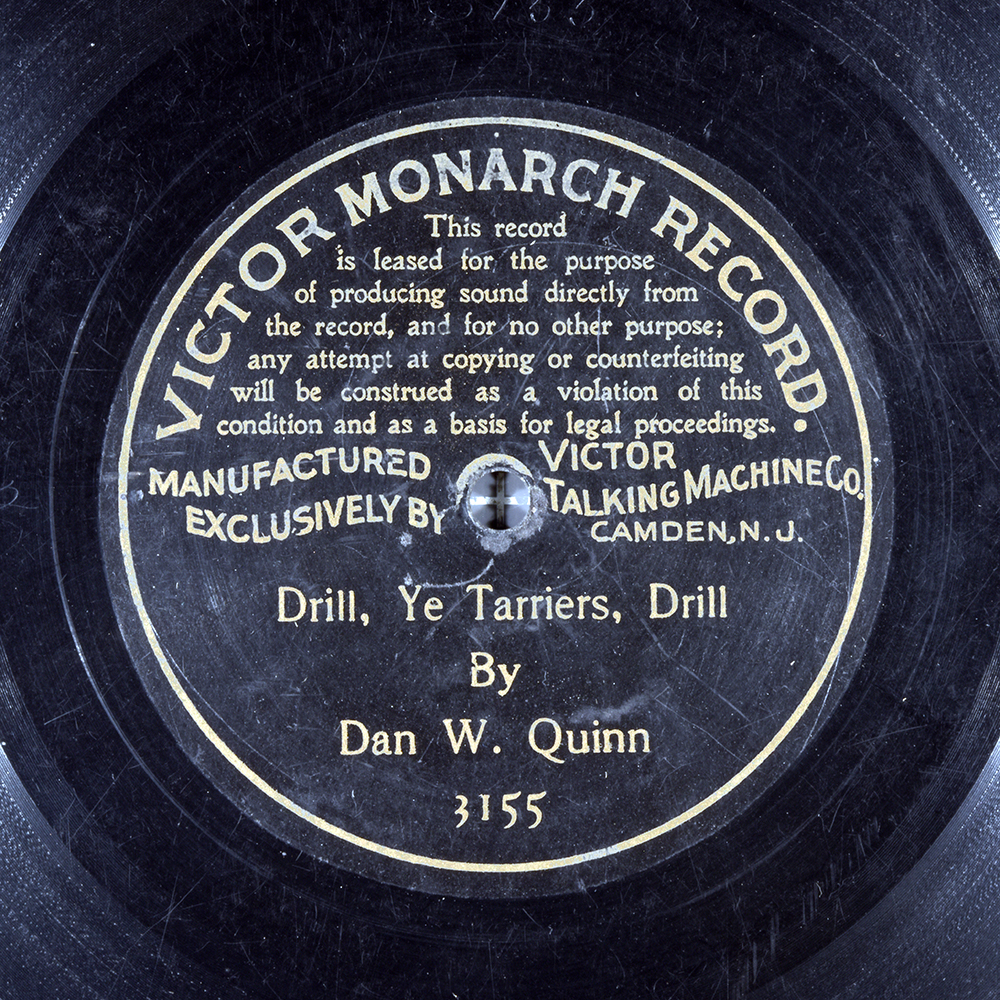 VICTOR MONARCH RECORD.
This record
is leased for the purpose
of producing sound directly from
the record, and for no other purpose;
any attempt at copying or counterfeiting
will be construed as a violation of this
condition and as a basis for legal proceedings.
MANUFACTURED
EXCLUSIVELY BY
VICTOR
TALKING MACHINE Co.
CAMDEN, N. J.
Drill, Ye Tarriers, Drill
By
Dan W. Quinn
3155